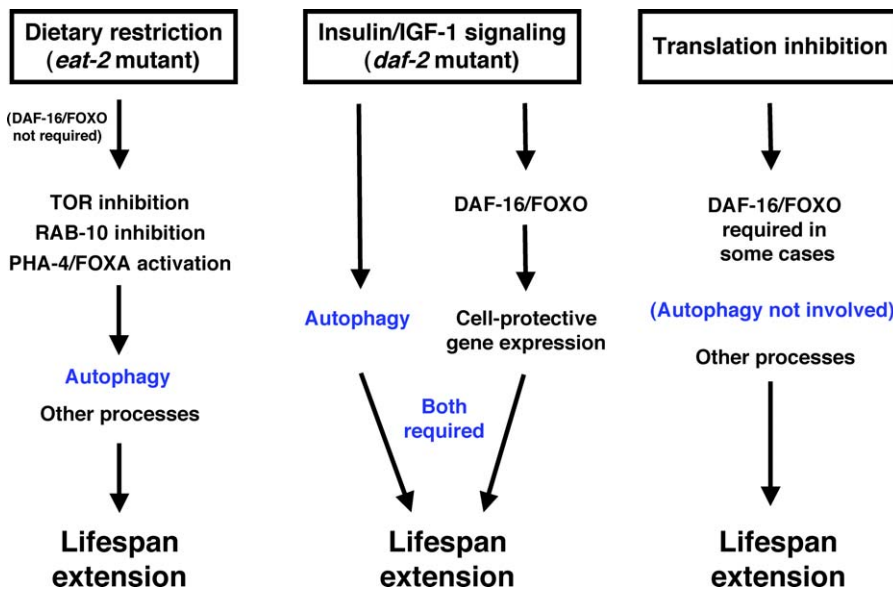 Dietary restriction
(eat-2 mutant)
(DAF-16/FOXO
not required)
TOR inhibition
RAB-10 inhibition
PHA-4/FOXA activation
Autophagy
Other processes
Lifespan
extension
Insulin/IGF-1 signaling
(daf-2 mutant)
DAF-16/FOXO
Autophagy
Cell-protective
gene expression
Both
required
Lifespan
extension
Translation inhibition
DAF-16/FOXO
required in
some cases
(Autophagy not involved)
Other processes
Lifespan
extension